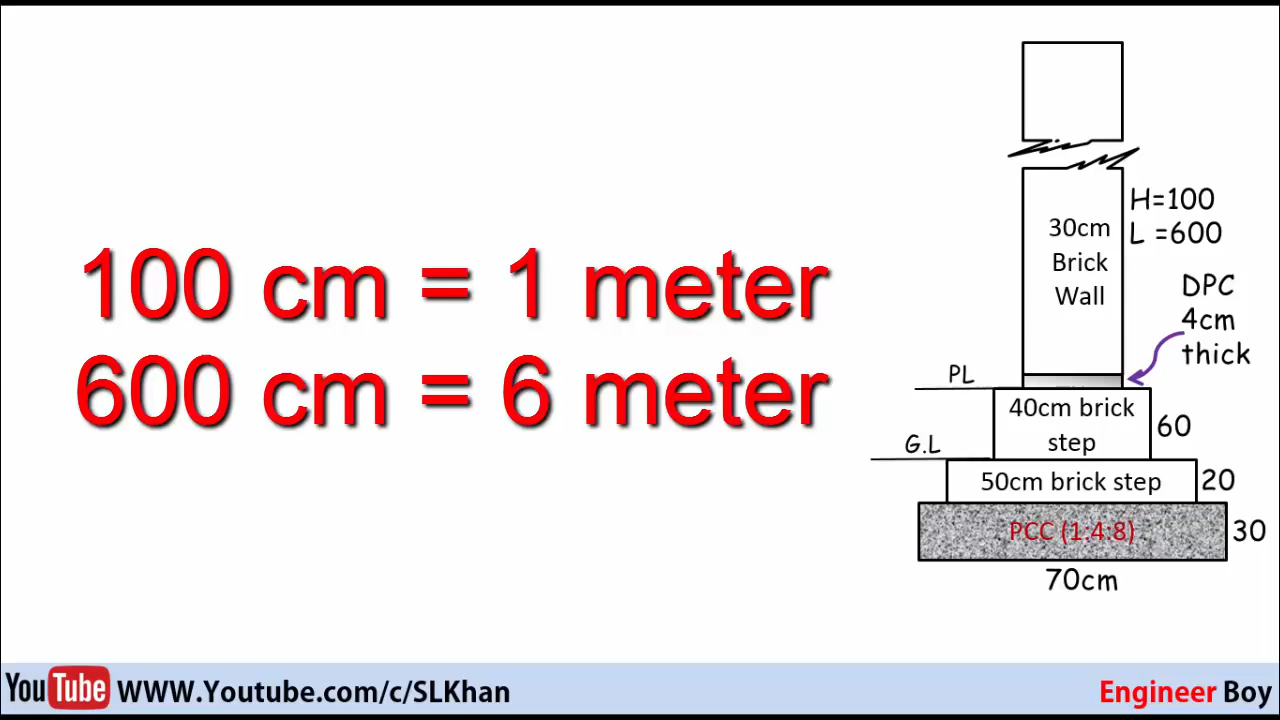 100 cm = 1 meter
600 cm = 6 meter
30cm
Brick
Wall
H=100
L =600
DPC
4cm
thick
PL
40cm brick
step
60
G.L
50cm brick step
20
PCC (1:4:8)
30
70cm
YouTube WWW.Youtube.com/c/SLKhan
Engineer Boy